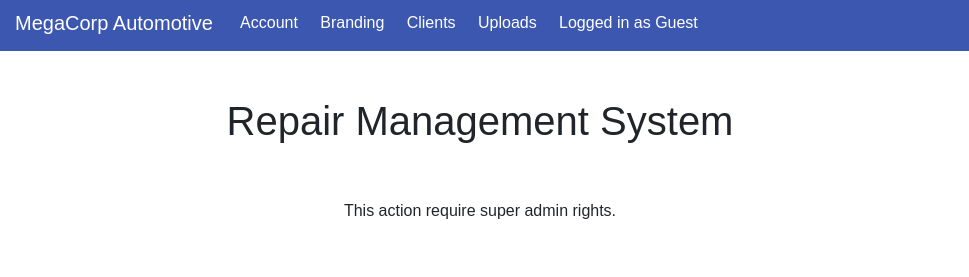 MegaCorp Automotive Account Branding Clients Uploads Logged in as Guest
Repair Management System
This action require super admin rights.